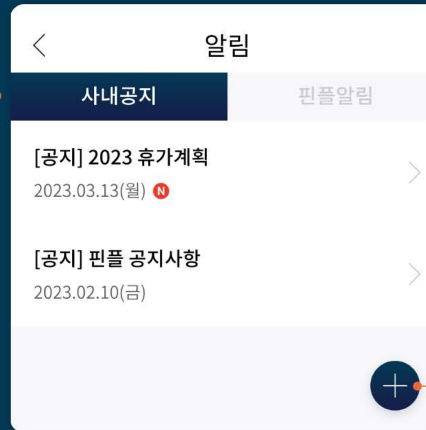 알림
사내공지
핀플알림
[공지] 2023 휴가계획
2023.03.13(월) N
[공지] 핀플 공지사항
2023.02.10(금)